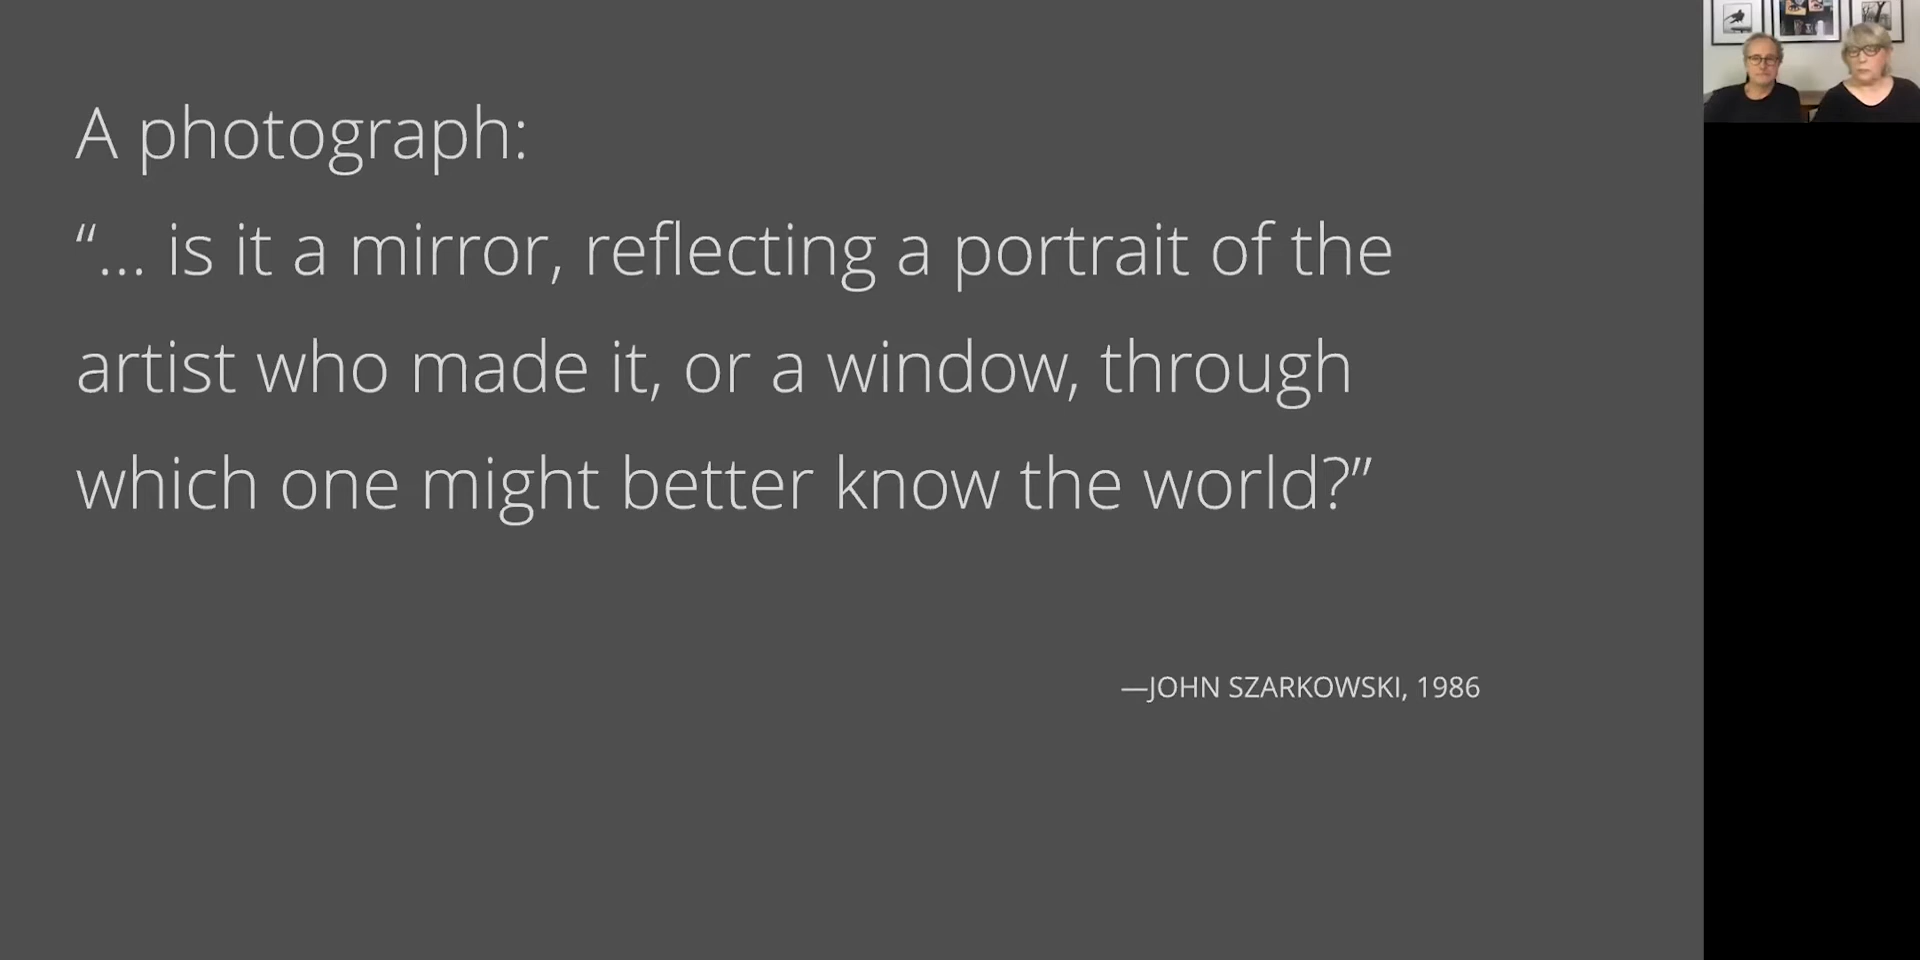 A photograph:
“... is it a mirror, reflecting a portrait of the
artist who made it, or a window, through
which one might better know the world?”
—JOHN SZARKOWSKI, 1986